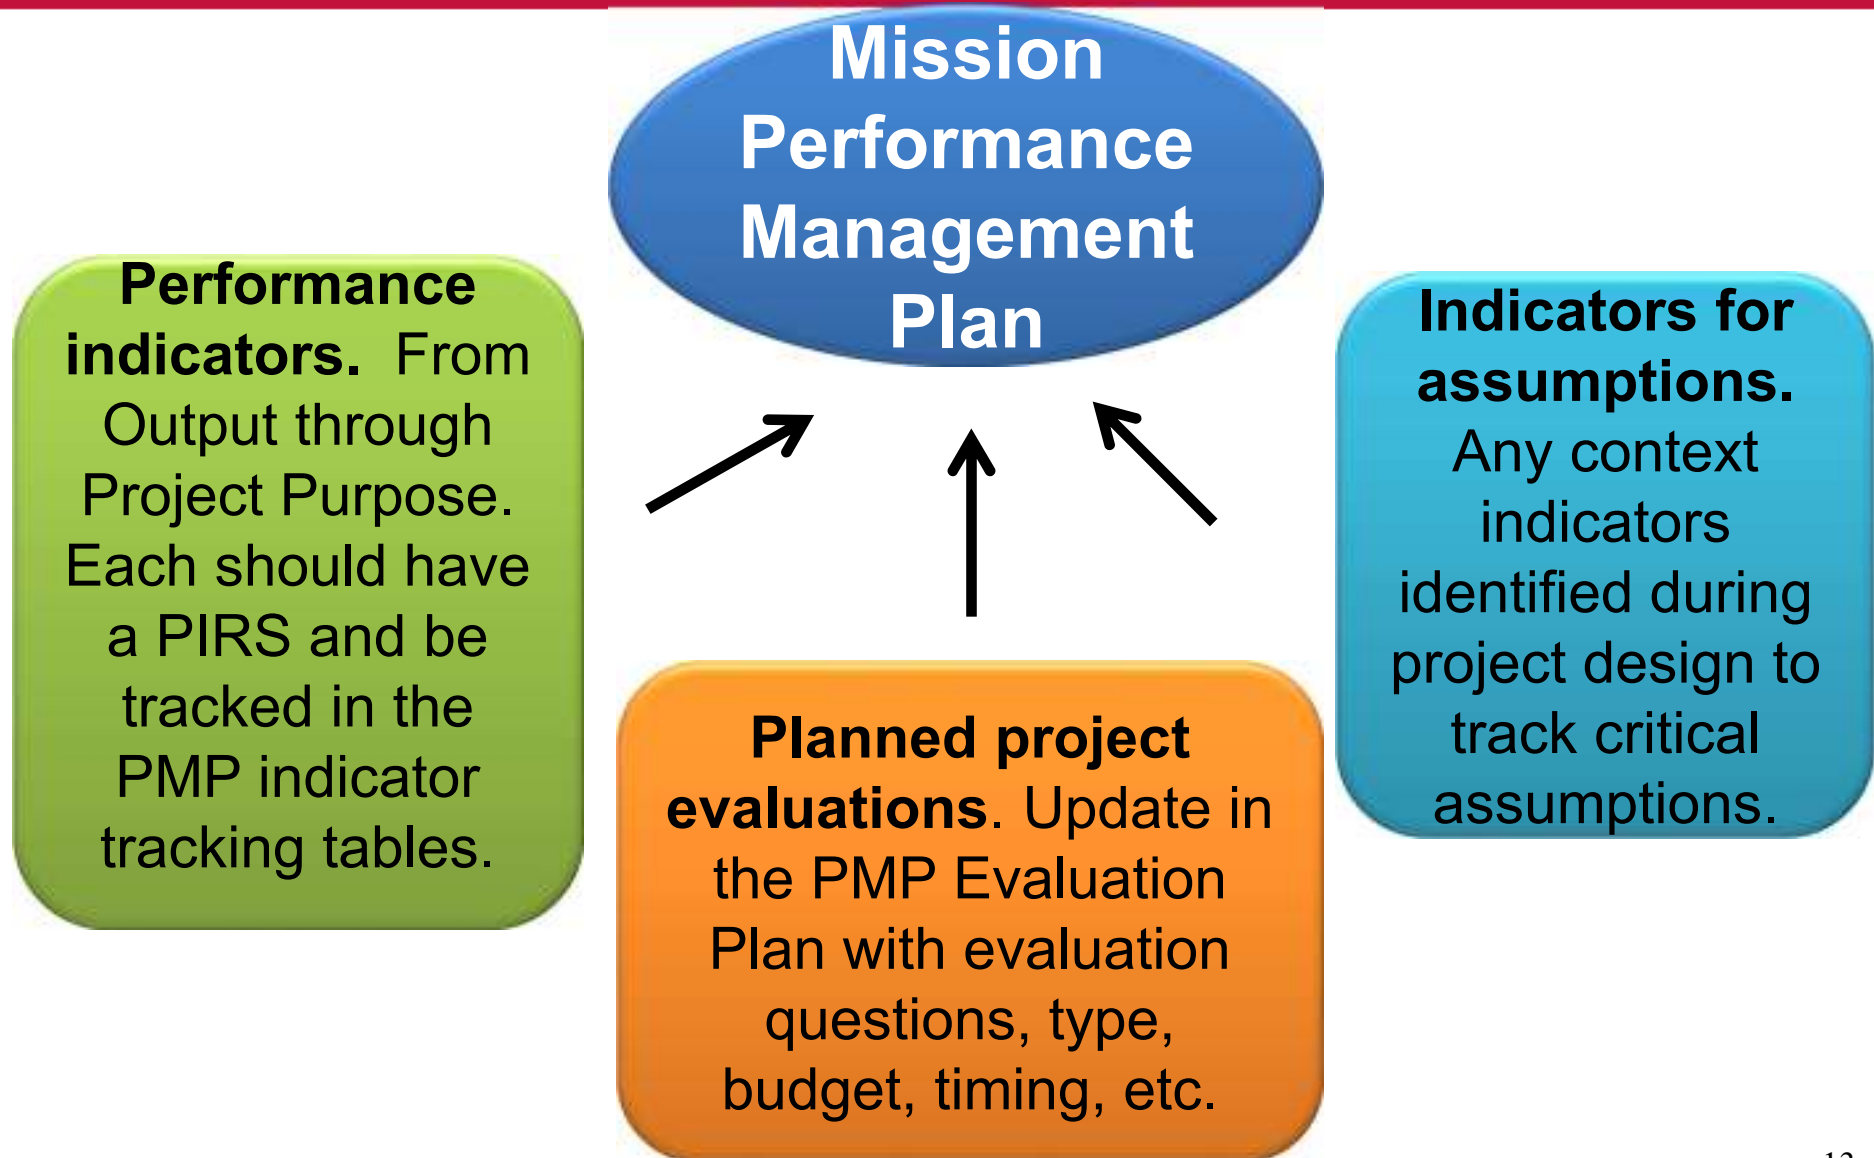 Mission
Performance
Management
Plan
Performance
indicators. From
Output through
Project Purpose.
Each should have
a PIRS and be
tracked in the
PMP indicator
tracking tables.
Planned project
evaluations. Update in
the PMP Evaluation
Plan with evaluation
questions, type,
budget, timing, etc.
Indicators for
assumptions.
Any context
indicators
identified during
project design to
track critical
assumptions.